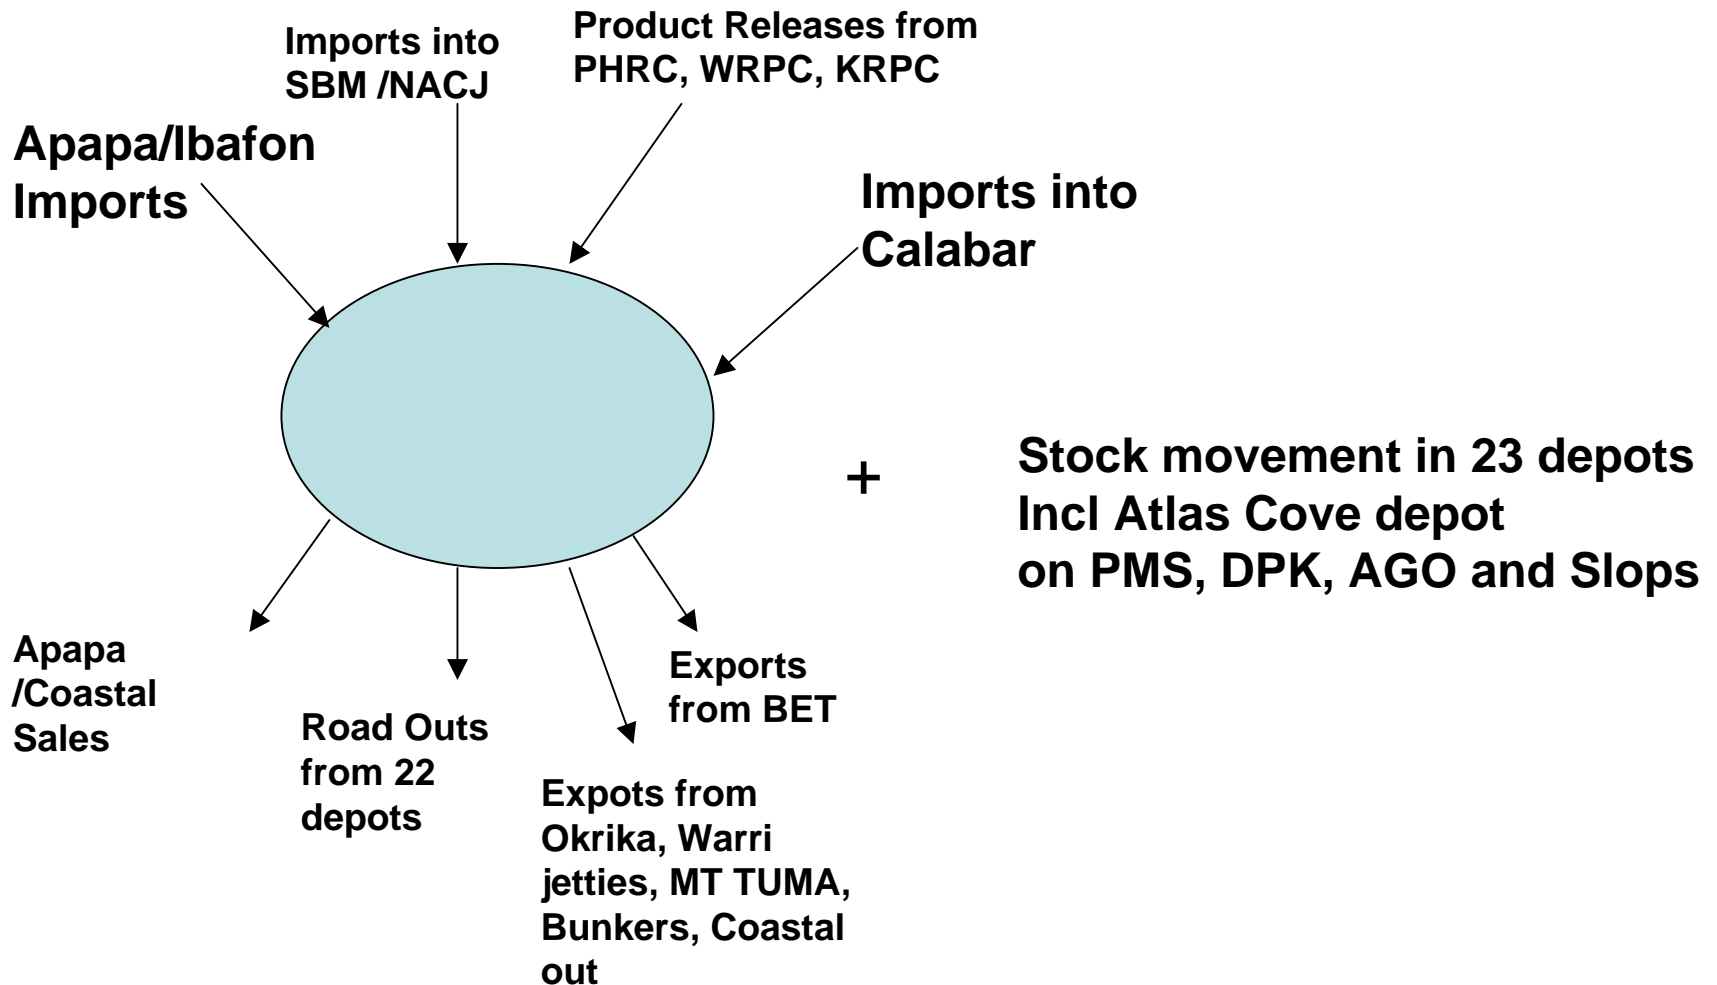 Imports into
SBM /NACJ
Product Releases from
PHRC, WRPC, KRPC
Apapa/Ibafon
Imports
Imports into
Calabar
+
Stock movement in 23 depots
Incl Atlas Cove depot
on PMS, DPK, AGO and Slops
Apapa
/Coastal
Sales
Road Outs
from 22
depots
Expots from
Okrika, Warri
jetties, MT TUMA,
Bunkers, Coastal
out
Exports
from BET